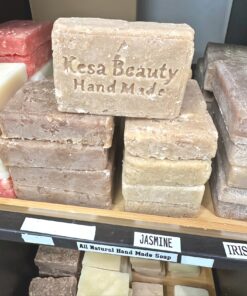 Kesa Beauty
Hand Made
JASMINE
IRIS
All Natural Hand Made Soap